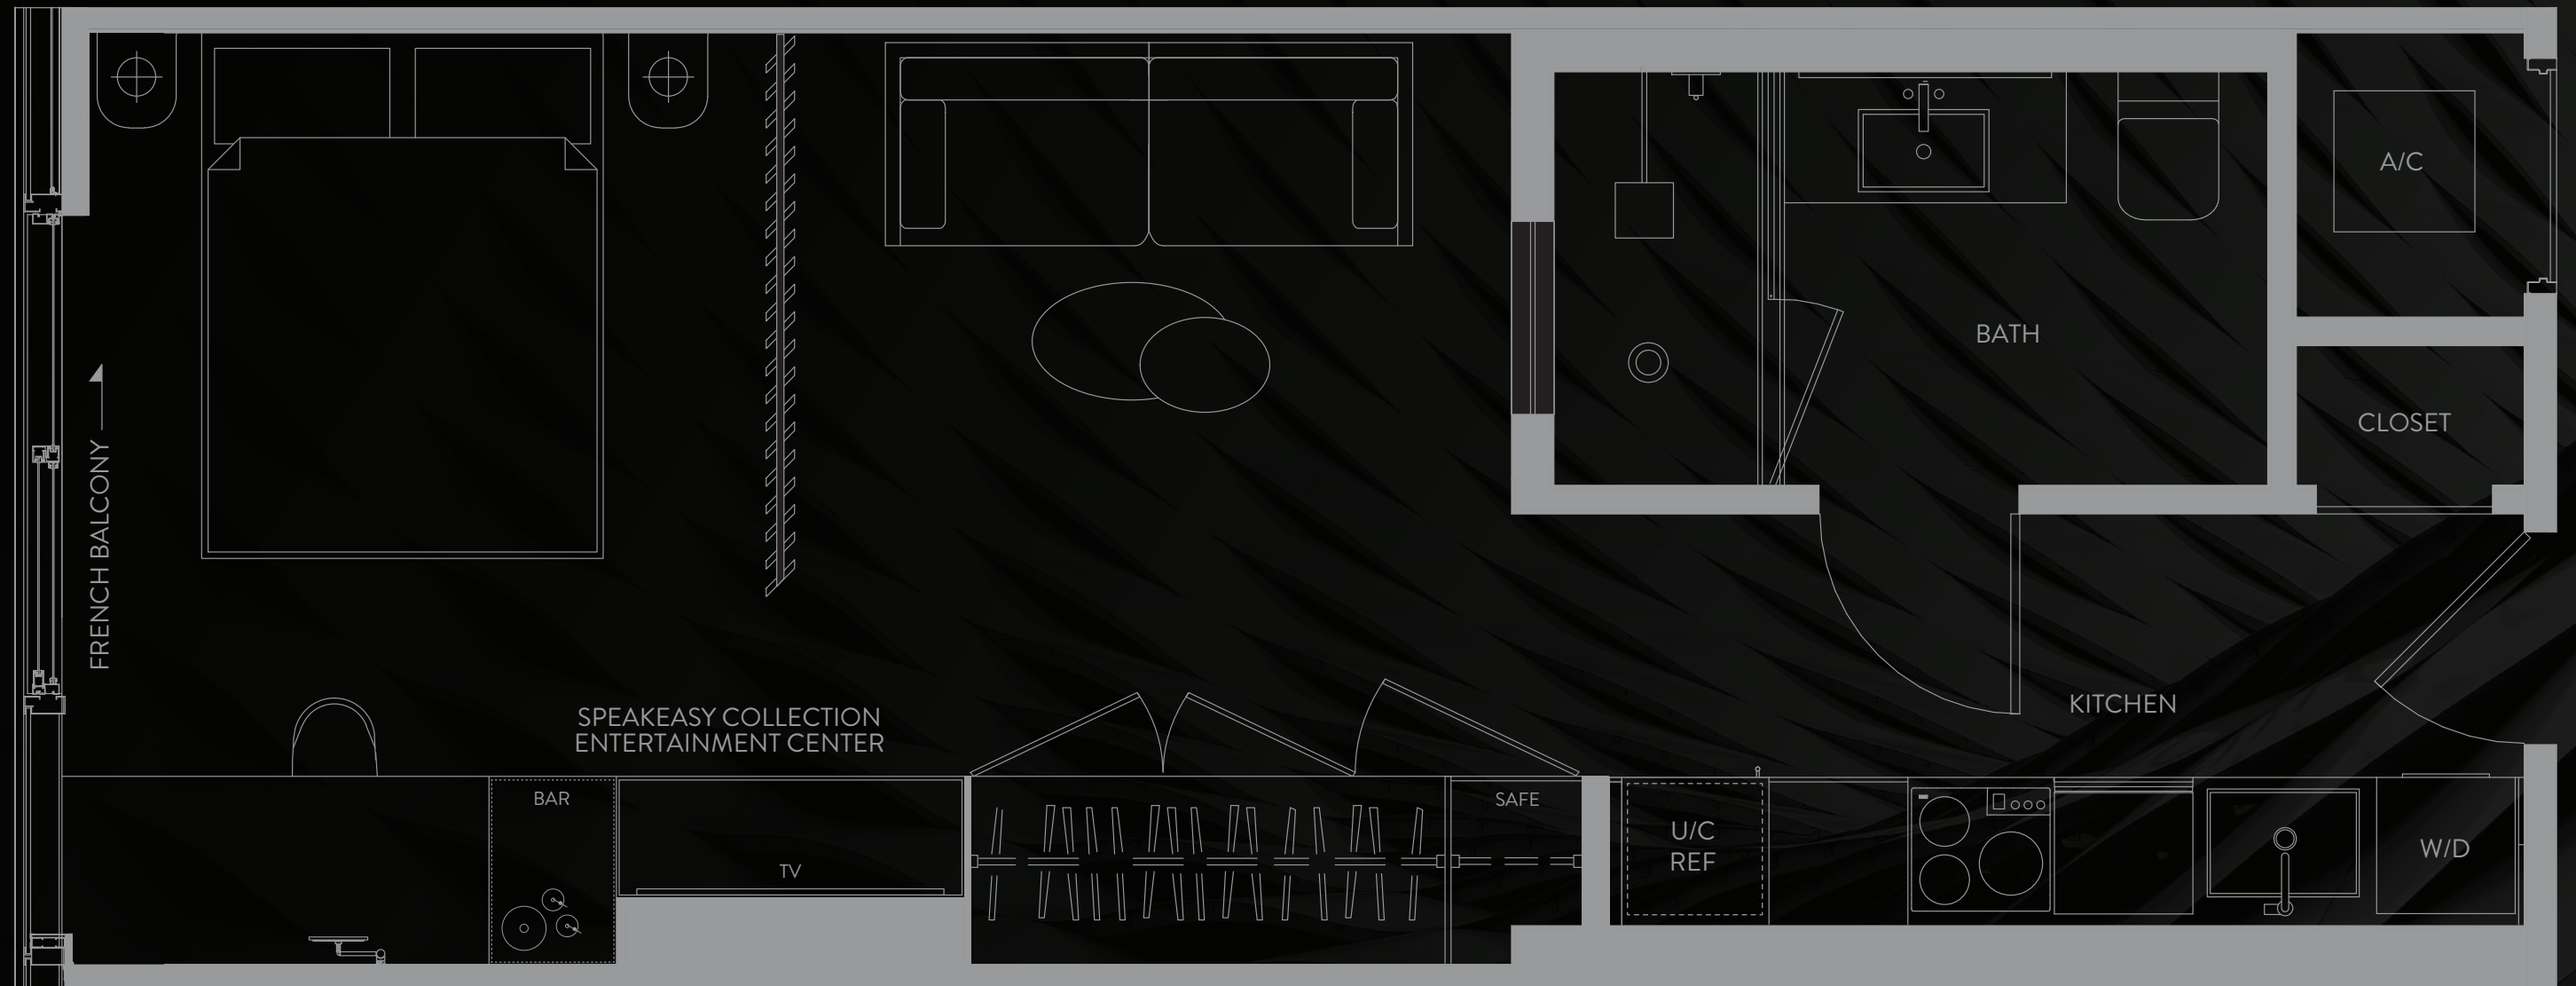 A/C
BATH
CLOSET
FRENCH BALCONY
KITCHEN
SPEAKEASY COLLECTION
ENTERTAINMENT CENTER
BAR
TV
SAFE
U/C
REF
W/D